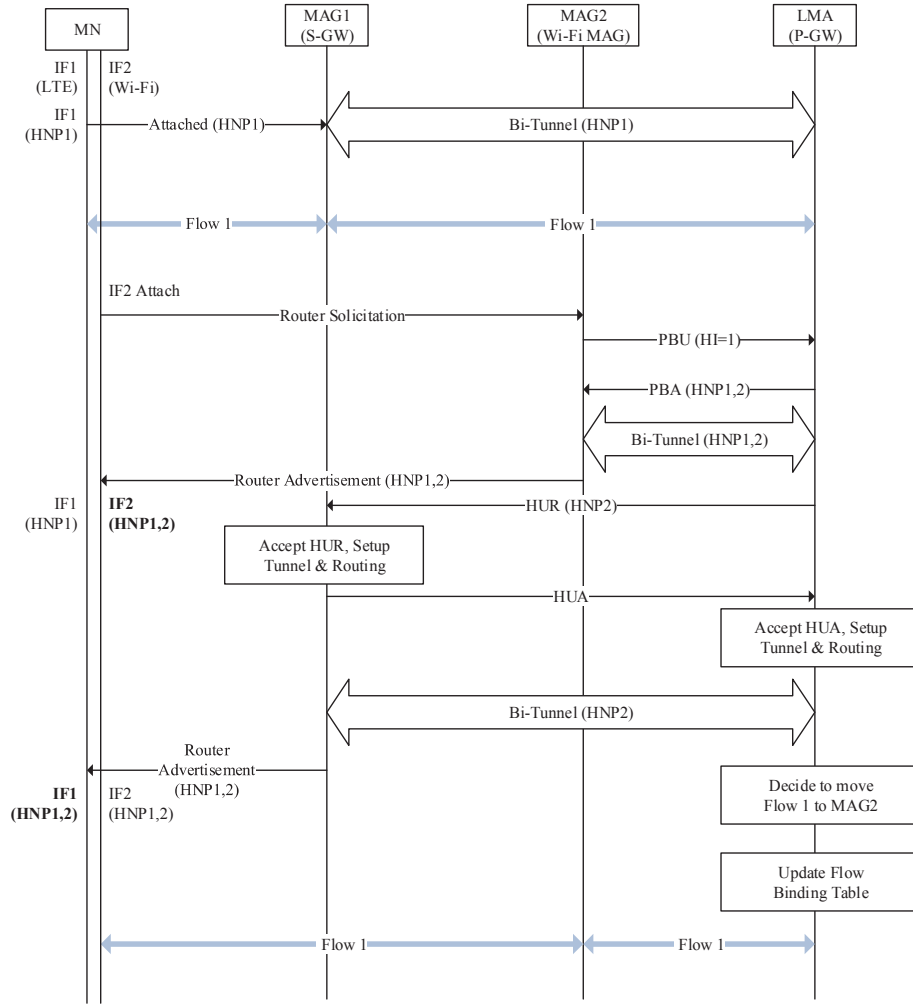 MN
MAG1
(S-GW)
MAG2
(Wi-Fi MAG)
LMA
(P-GW)
IF1
(LTE)
IF2
(Wi-Fi)
IF1
(HNP1)
Attached (HNP1)
Bi-Tunnel (HNP1)
Flow 1
Flow 1
IF2 Attach
Router Solicitation
PBU (HI=1)
PBA (HNP1,2)
Bi-Tunnel (HNP1,2)
Router Advertisement (HNP1,2)
IF1
(HNP1)
IF2
(HNP1,2)
HUR (HNP2)
Accept HUR, Setup
Tunnel & Routing
HUA
Accept HUA, Setup
Tunnel & Routing
Bi-Tunnel (HNP2)
Router
Advertisement
(HNP1,2)
IF1
(HNP1,2)
IF2
(HNP1,2)
Decide to move
Flow 1 to MAG2
Update Flow
Binding Table
Flow 1
Flow 1